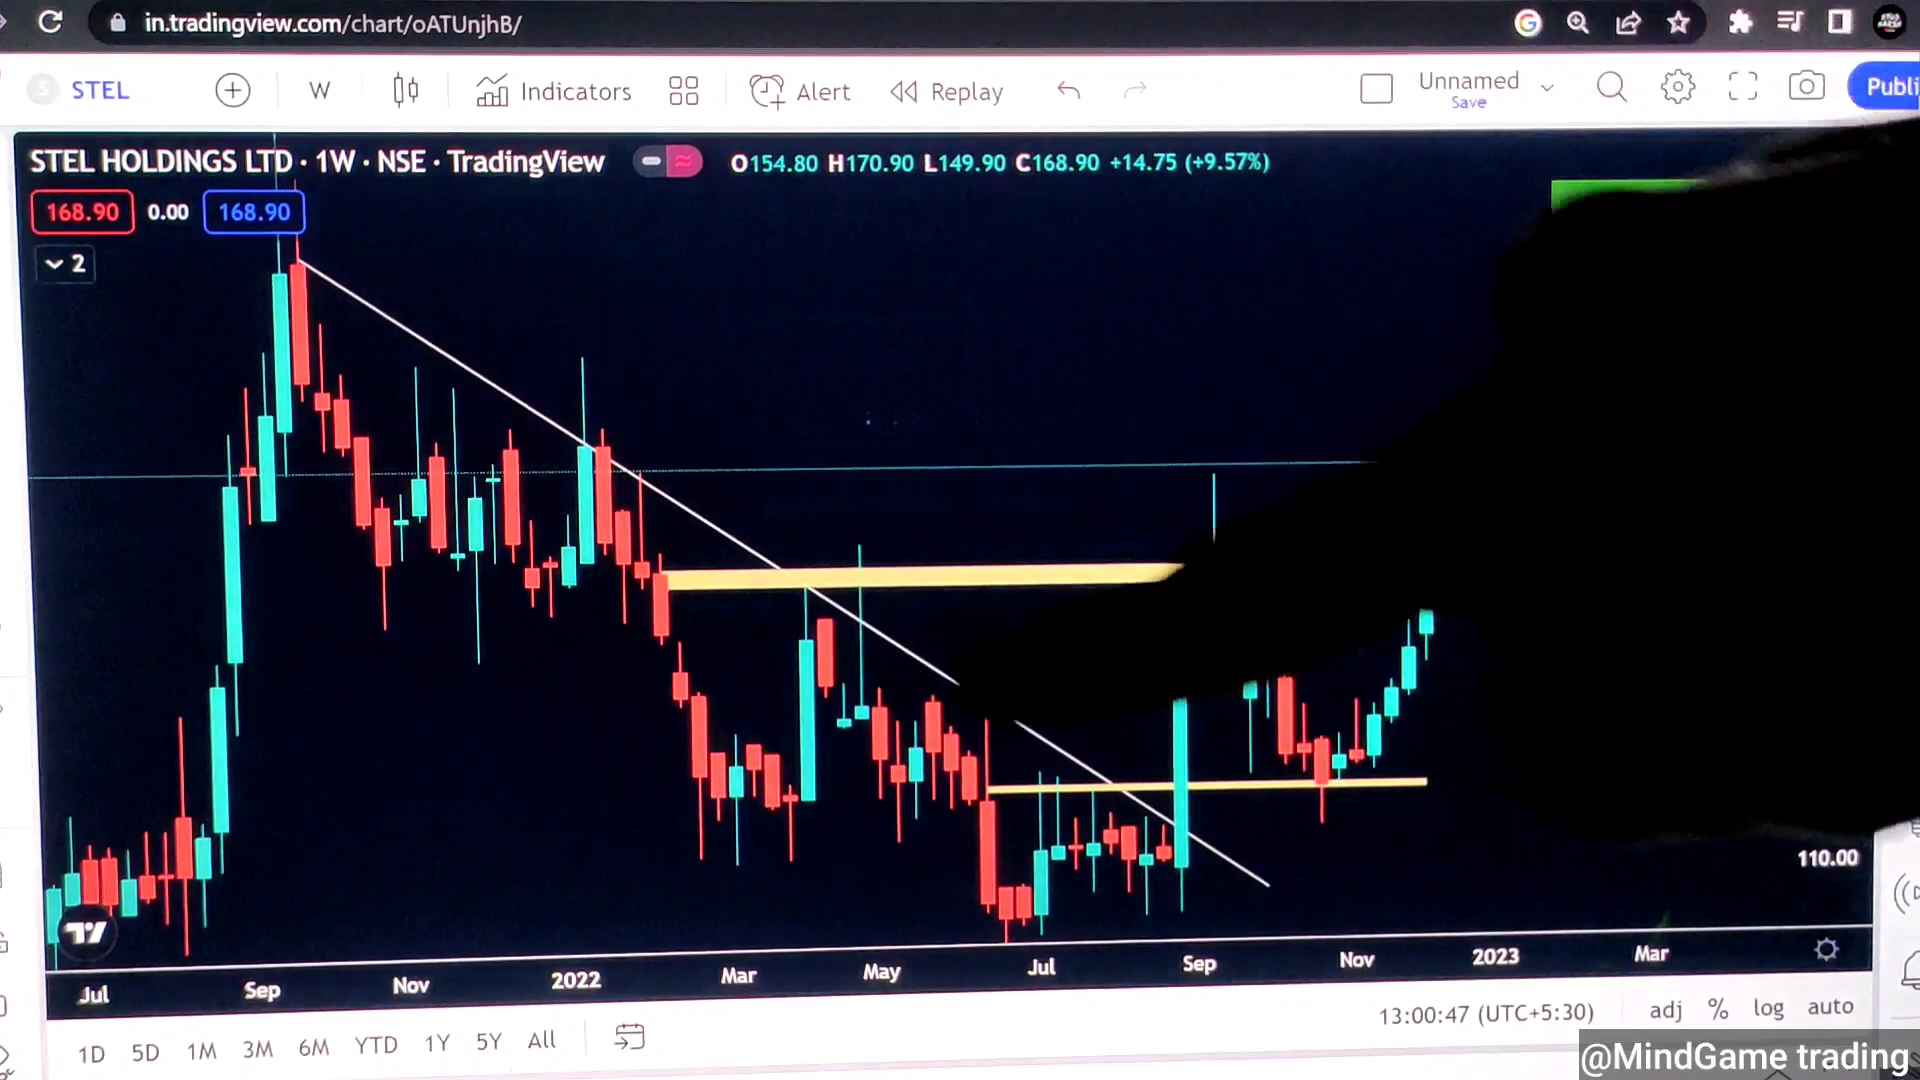 in.tradingview.com/chart/oATUnjhB/
STEL W Indicators Alert Replay Unnamed
Save
STEL HOLDINGS LTD · 1W · NSE · TradingView O154.80 H170.90 L149.90 C168.90 +14.75 (+9.57%)
168.90 0.00 168.90
2
110.00
Jul Sep Nov 2022 Mar May Jul Sep Nov 2023 Mar
13:00:47 (UTC+5:30) adj % log auto
1D 5D 1M 3M 6M YTD 1Y 5Y All
@MindGame trading